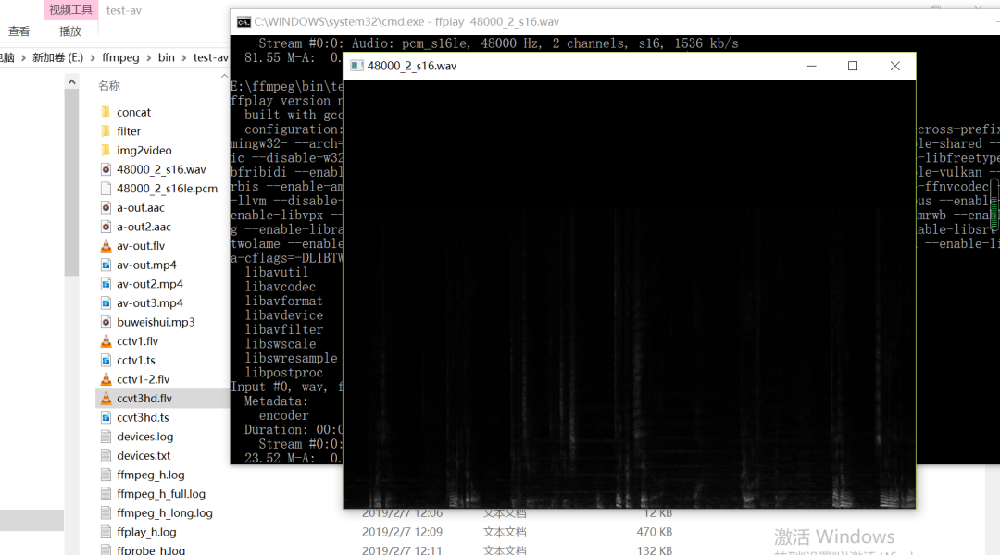 视频工具
test-av
查看
播放
电脑 > 新加卷 (E:) > ffmpeg > bin > test-av
名称
concat
filter
img2video
48000_2_s16.wav
48000_2_s16le.pcm
a-out.aac
a-out2.aac
av-out.flv
av-out.mp4
av-out2.mp4
av-out3.mp4
buweishui.mp3
cctv1.flv
cctv1.ts
cctv1-2.flv
ccvt3hd.flv
ccvt3hd.ts
devices.log
devices.txt
ffmpeg_h.log
ffmpeg_h_full.log
ffmpeg_h_long.log
ffplay_h.log
ffprobe_h.log
C:\WINDOWS\system32\cmd.exe - ffplay 48000_2_s16.wav
Stream #0:0: Audio: pcm_s16le, 48000 Hz, 2 channels, s16, 1536 kb/s
81.55 M-A: 0.
48000_2_s16.wav
E:\ffmpeg\bin\te
ffplay version n
built with gcc
configuration: cross-prefix
mingw32- --arch= le-shared --
ic --disable-w32 -libfreetype
bfribidi --enabl le-vulkan --
rbis --enable-am -ffnvcodec
-llvm --disable- ous --enable
enable-libvpx -- mrwb --enab
g --enable-libra able-libsrt
twolame --enable --enable-li
a-cflags=-DLIBTW
libavutil
libavcodec
libavformat
libavdevice
libavfilter
libswscale
libswresample
libpostproc
Input #0, wav, f
Metadata:
encoder
Duration: 00:0
Stream #0:0:
23.52 M-A: 0.
2019/2/7 12:06 文本文档 12 KB
2019/2/7 12:09 文本文档 470 KB
2019/2/7 12:11 文本文档 132 KB
激活 Windows